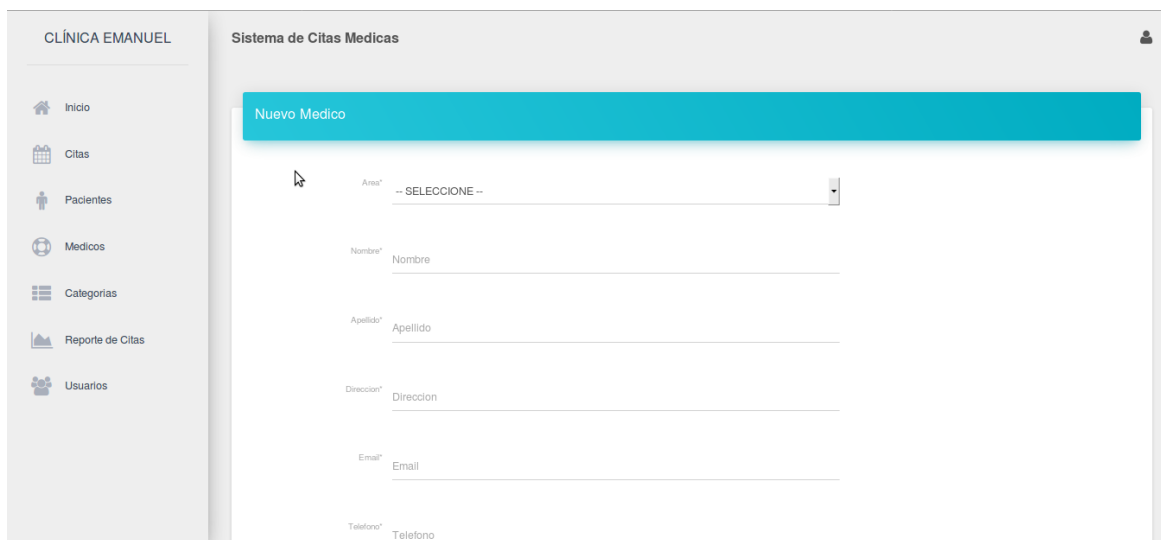 CLÍNICA EMANUEL
Sistema de Citas Medicas
Inicio
Citas
Pacientes
Medicos
Categorias
Reporte de Citas
Usuarios
Nuevo Medico
Area*
-- SELECCIONE --
Nombre*
Nombre
Apellido*
Apellido
Direccion*
Direccion
Email*
Email
Telefono*
Telefono